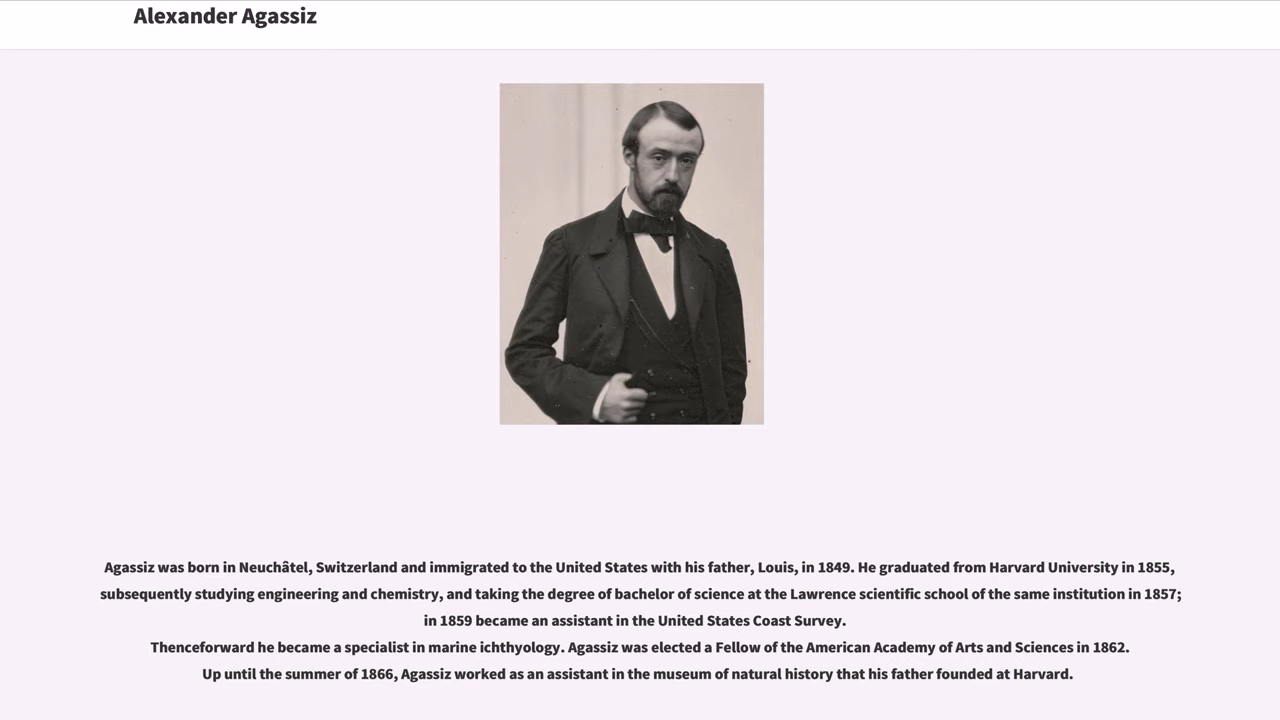 Alexander Agassiz
Agassiz was born in Neuchâtel, Switzerland and immigrated to the United States with his father, Louis, in 1849. He graduated from Harvard University in 1855,
subsequently studying engineering and chemistry, and taking the degree of bachelor of science at the Lawrence scientific school of the same institution in 1857;
in 1859 became an assistant in the United States Coast Survey.
Thenceforward he became a specialist in marine ichthyology. Agassiz was elected a Fellow of the American Academy of Arts and Sciences in 1862.
Up until the summer of 1866, Agassiz worked as an assistant in the museum of natural history that his father founded at Harvard.